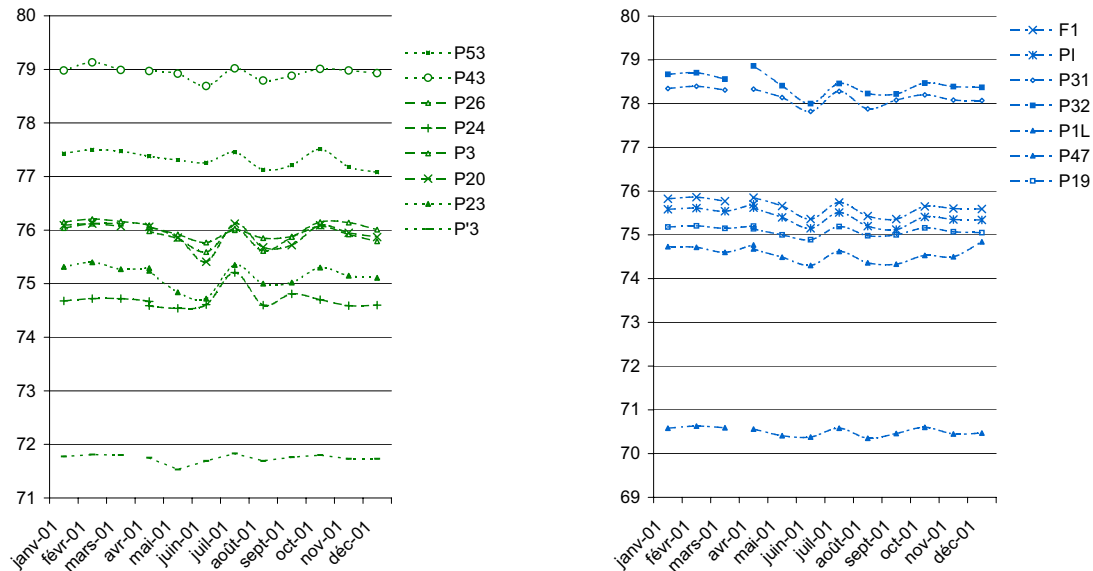 80
79
78
77
76
75
74
73
72
71
janv-01
févr-01
mars-01
avr-01
mai-01
juin-01
juil-01
août-01
sept-01
oct-01
nov-01
déc-01
P53
P43
P26
P24
P3
P20
P23
P"3
80
79
78
77
76
75
74
73
72
71
70
69
janv-01
févr-01
mars-01
avr-01
mai-01
juin-01
juil-01
août-01
sept-01
oct-01
nov-01
déc-01
F1
PI
P31
P32
P1L
P47
P19